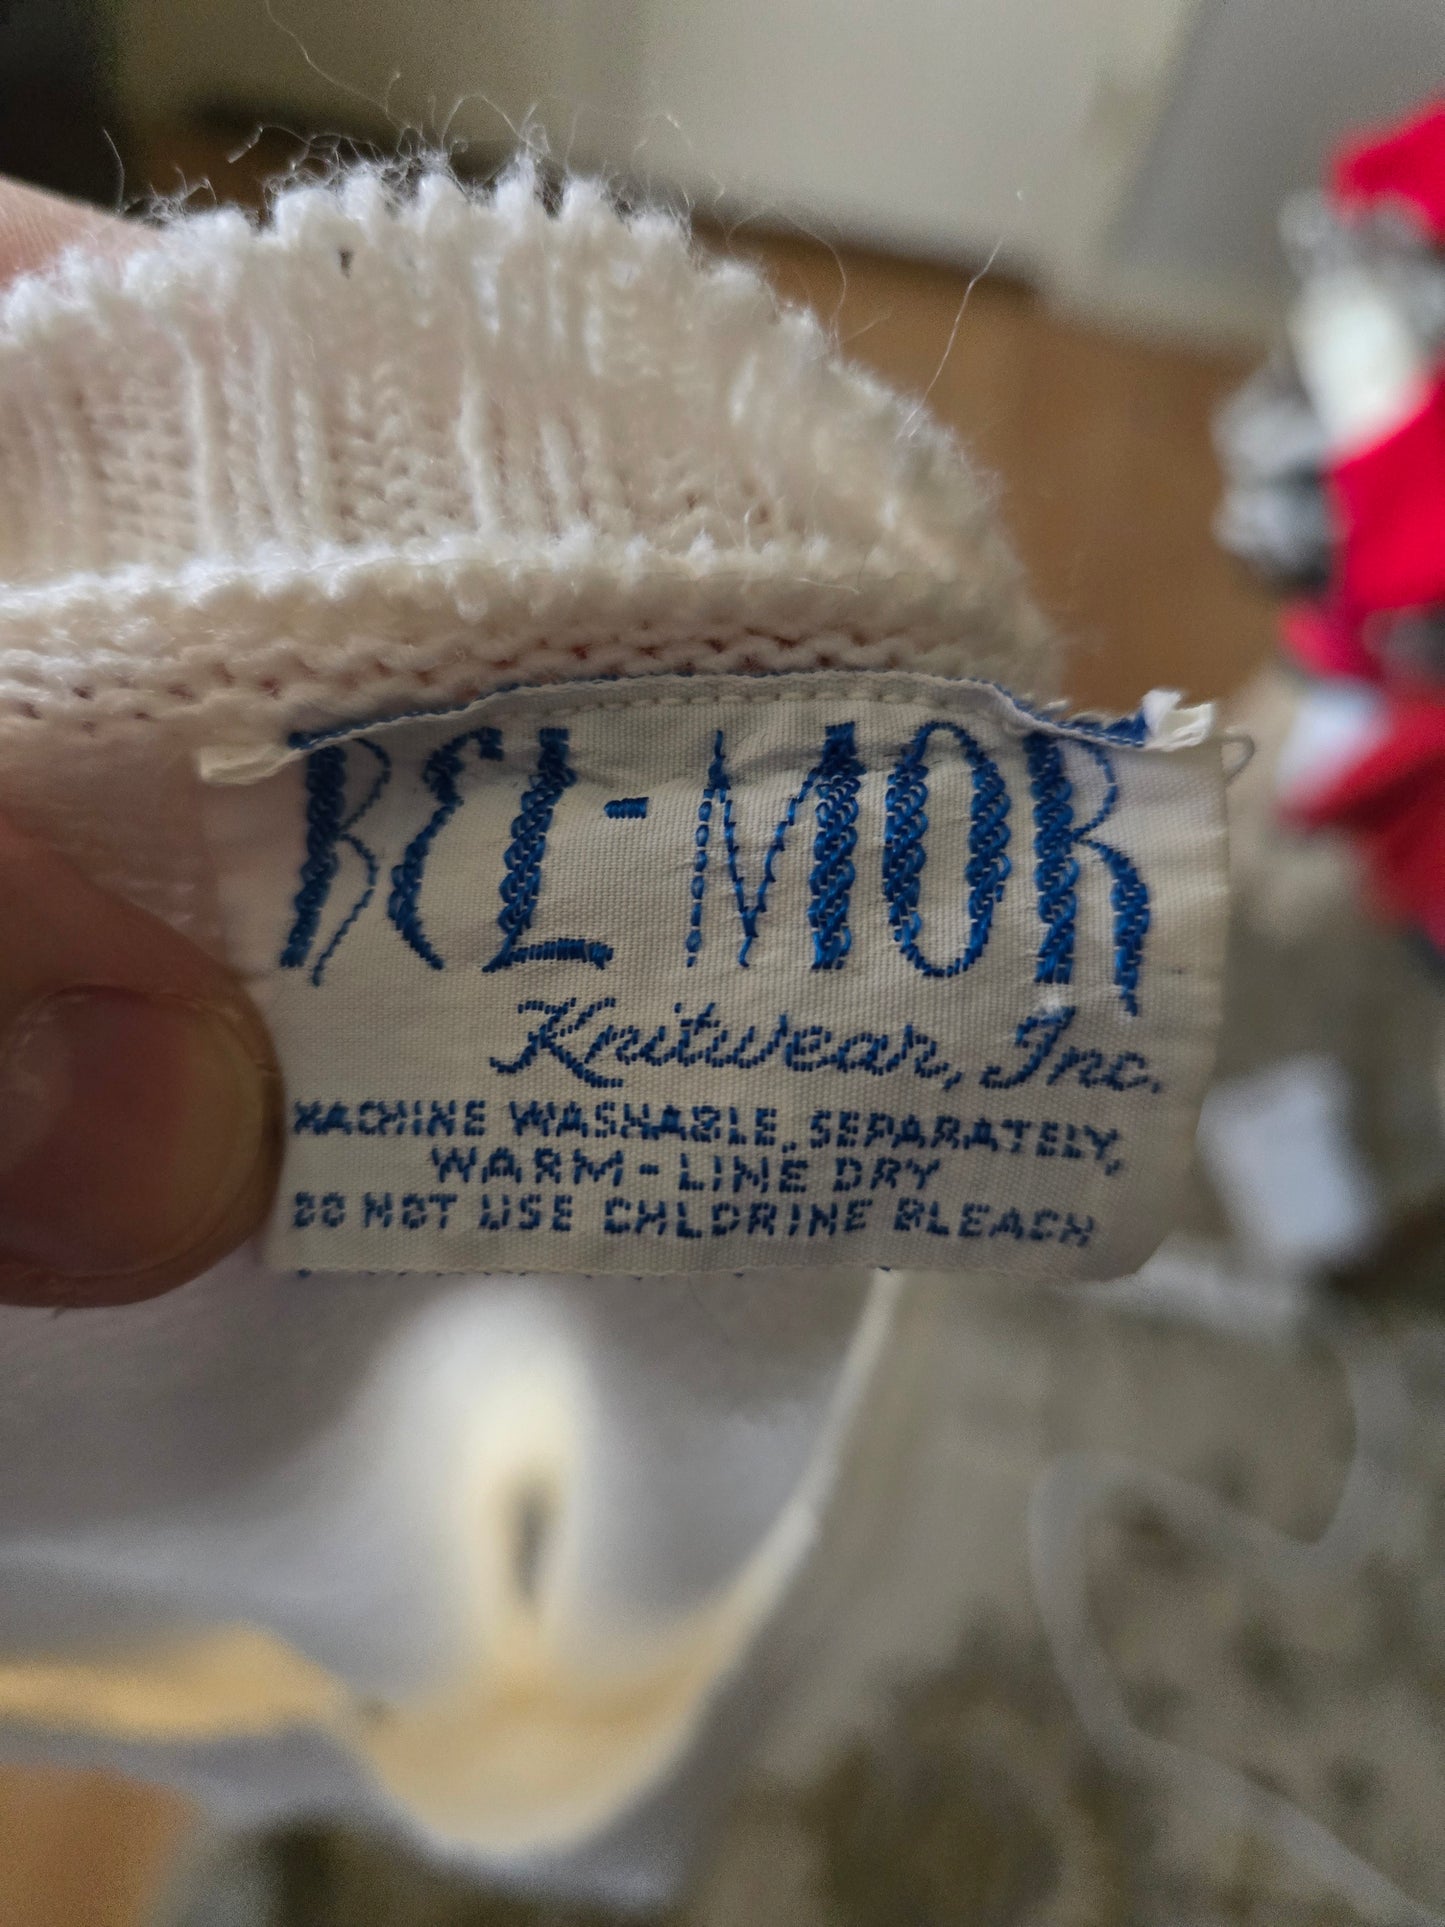 BEL-MOR
Knitwear, Inc.
MACHINE WASHABLE, SEPARATELY,
WARM - LINE DRY
DO NOT USE CHLORINE BLEACH